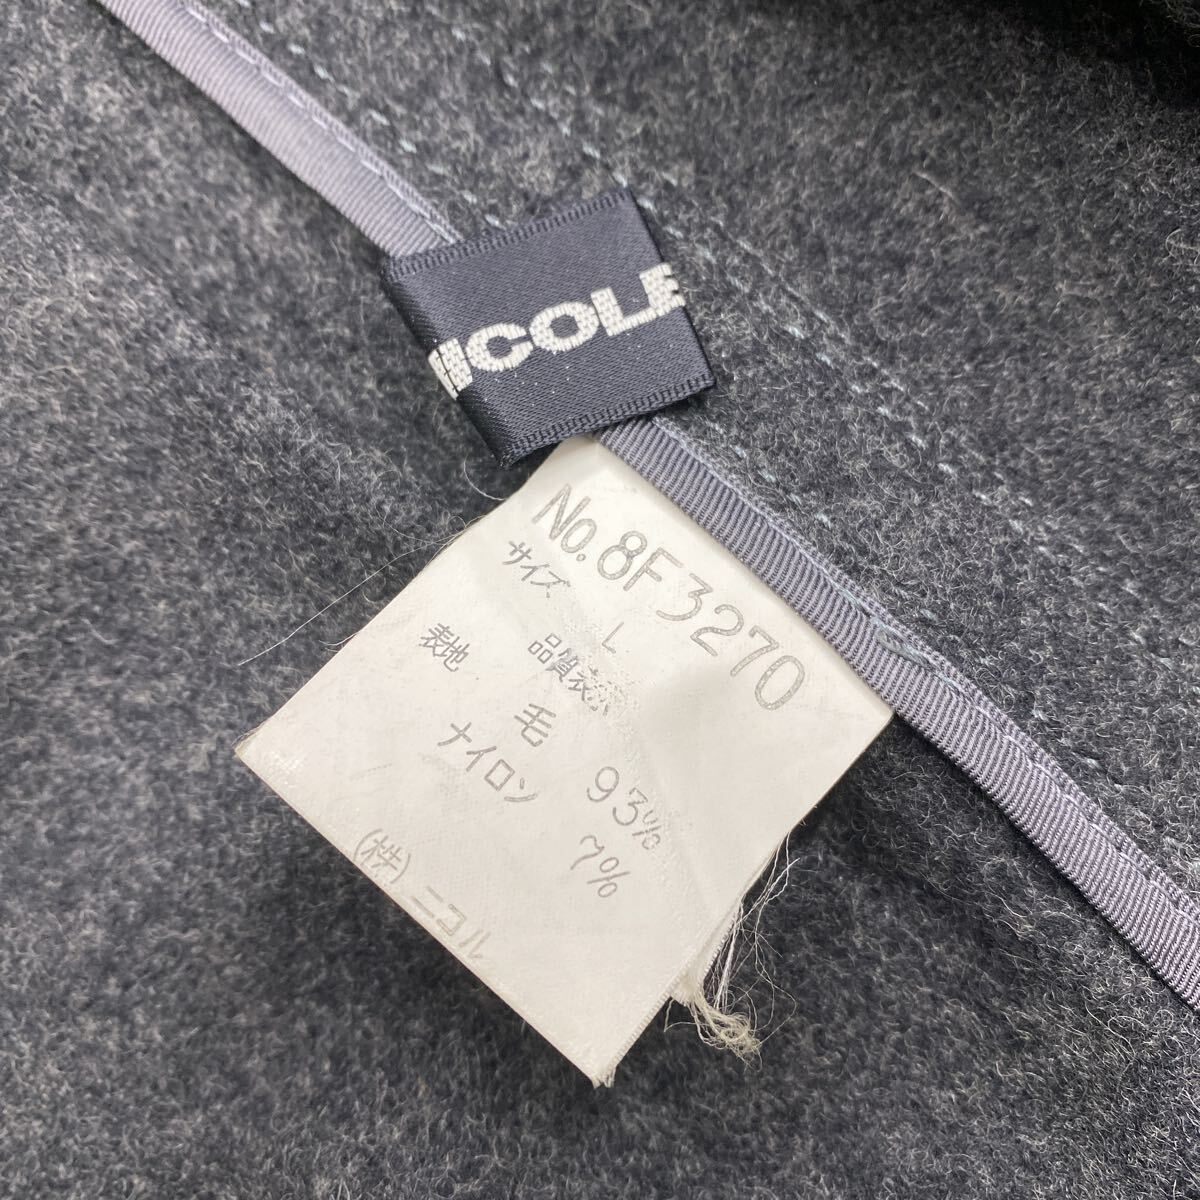 NICOLE
No.8F3270
サイズ L
品質表示
表地 毛 93%
ナイロン 7%
(株)ニコル